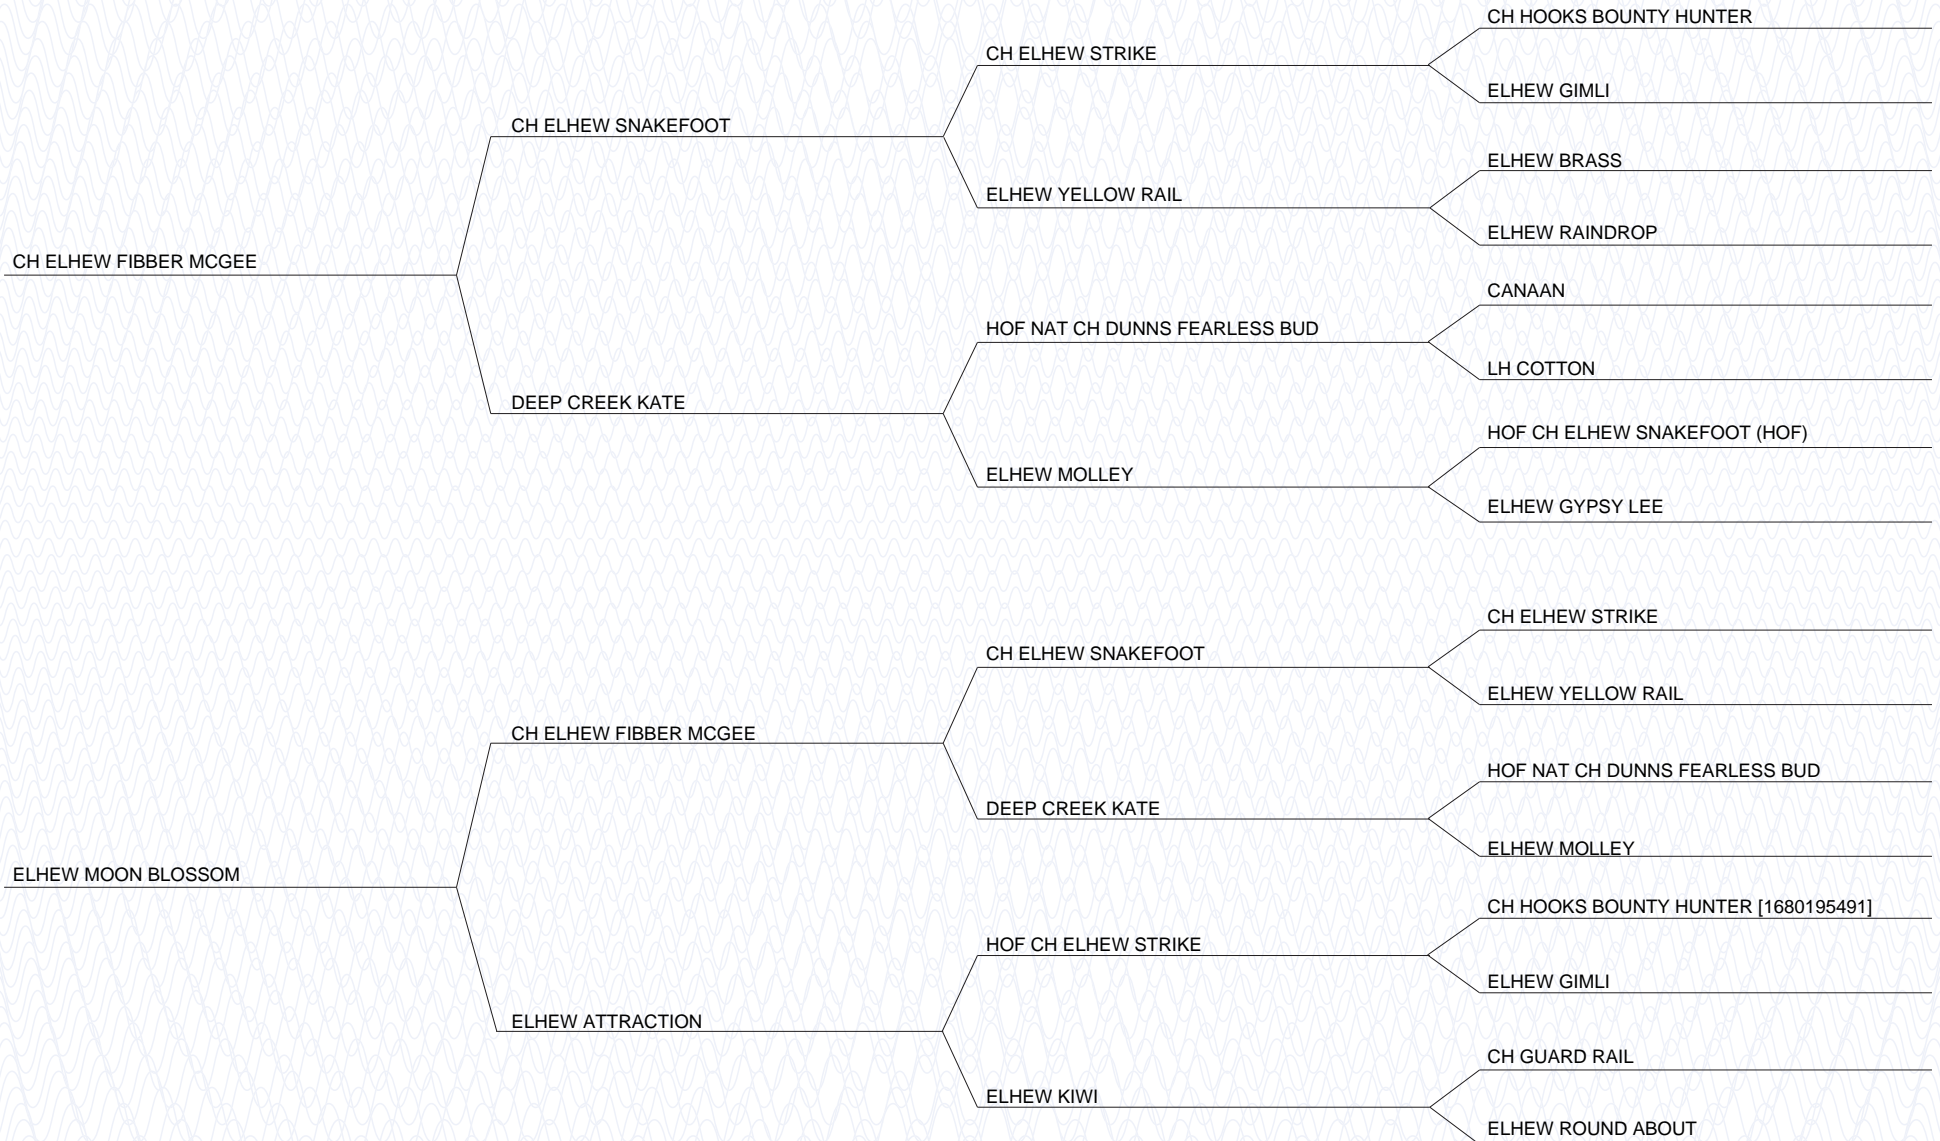 CH HOOKS BOUNTY HUNTER
CH ELHEW STRIKE
ELHEW GIMLI
CH ELHEW SNAKEFOOT
ELHEW BRASS
ELHEW YELLOW RAIL
ELHEW RAINDROP
CH ELHEW FIBBER MCGEE
CANAAN
HOF NAT CH DUNNS FEARLESS BUD
LH COTTON
DEEP CREEK KATE
HOF CH ELHEW SNAKEFOOT (HOF)
ELHEW MOLLEY
ELHEW GYPSY LEE
CH ELHEW STRIKE
CH ELHEW SNAKEFOOT
ELHEW YELLOW RAIL
CH ELHEW FIBBER MCGEE
HOF NAT CH DUNNS FEARLESS BUD
DEEP CREEK KATE
ELHEW MOLLEY
ELHEW MOON BLOSSOM
CH HOOKS BOUNTY HUNTER [1680195491]
HOF CH ELHEW STRIKE
ELHEW GIMLI
ELHEW ATTRACTION
CH GUARD RAIL
ELHEW KIWI
ELHEW ROUND ABOUT